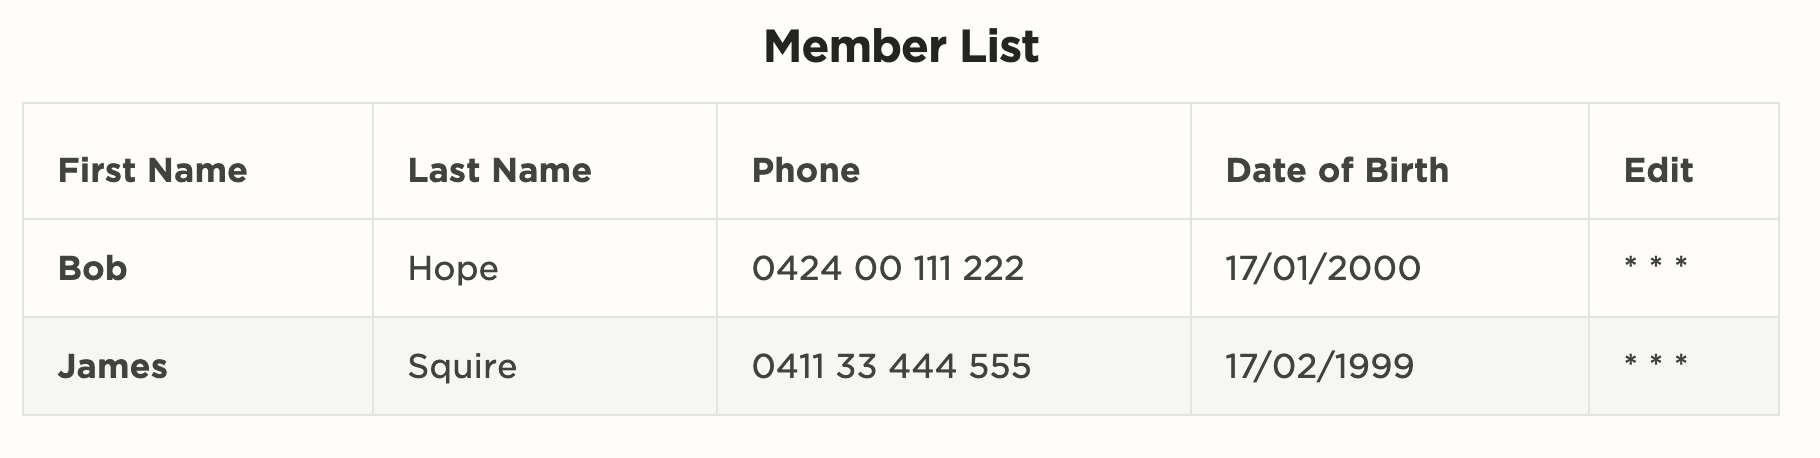 Member List
First Name Last Name Phone Date of Birth Edit
Bob Hope 0424 00 111 222 17/01/2000 * * *
James Squire 0411 33 444 555 17/02/1999 * * *